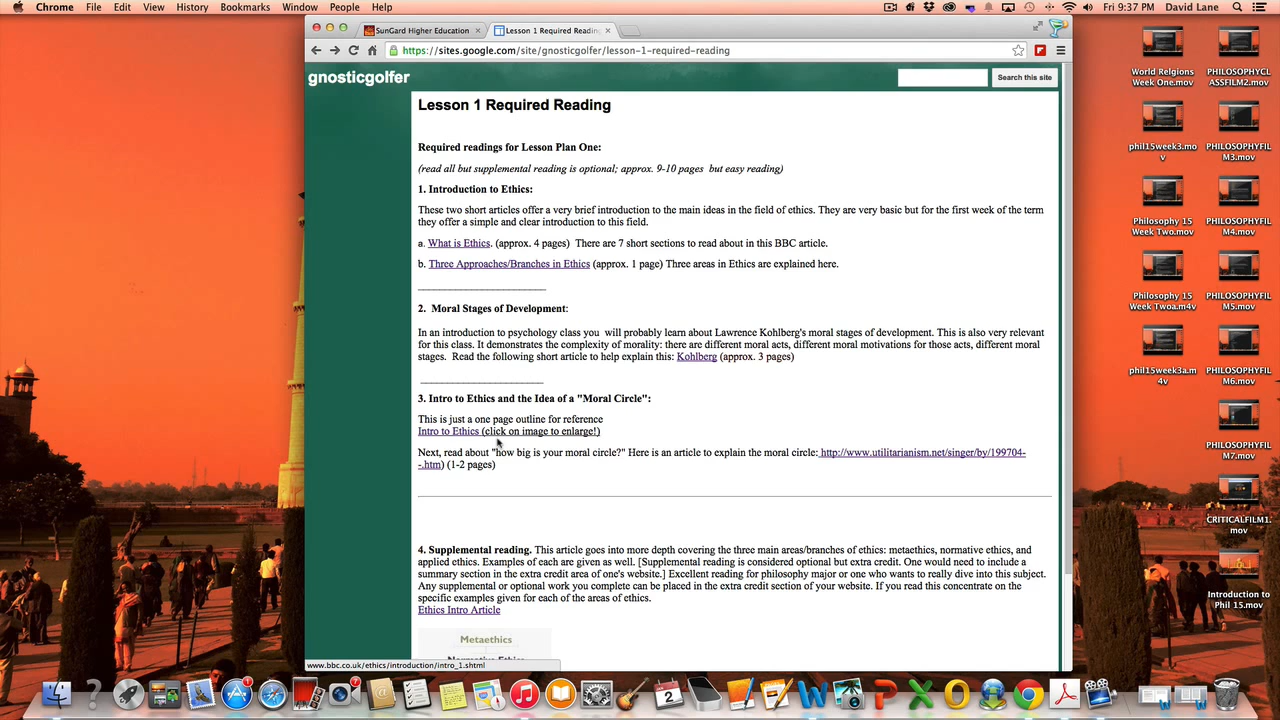 Chrome File Edit View History Bookmarks Window People Help
Fri 9:37 PM David Lane
SunGard Higher Education
Lesson 1 Required Reading
https://sites.google.com/site/gnosticgolfer/lesson-1-required-reading
gnosticgolfer
Search this site
Lesson 1 Required Reading
Required readings for Lesson Plan One:
(read all but supplemental reading is optional; approx. 9-10 pages but easy reading)
1. Introduction to Ethics:
These two short articles offer a very brief introduction to the main ideas in the field of ethics. They are very basic but for the first week of the term
they offer a simple and clear introduction to this field.
a. What is Ethics. (approx. 4 pages) There are 7 short sections to read about in this BBC article.
b. Three Approaches/Branches in Ethics (approx. 1 page) Three areas in Ethics are explained here.
2. Moral Stages of Development:
In an introduction to psychology class you will probably learn about Lawrence Kohlberg's moral stages of development. This is also very relevant
for this class. It demonstrates the complexity of morality: there are different moral acts, different moral motivations for those acts, different moral
stages. Read the following short article to help explain this: Kohlberg (approx. 3 pages)
3. Intro to Ethics and the Idea of a "Moral Circle":
This is just a one page outline for reference
Intro to Ethics (click on image to enlarge!)
Next, read about "how big is your moral circle?" Here is an article to explain the moral circle: http://www.utilitarianism.net/singer/by/199704-
-.htm) (1-2 pages)
4. Supplemental reading. This article goes into more depth covering the three main areas/branches of ethics: metaethics, normative ethics, and
applied ethics. Examples of each are given as well. [Supplemental reading is considered optional but extra credit. One would need to include a
summary section in the extra credit area of one's website.] Excellent reading for philosophy major or one who wants to really dive into this subject.
Any supplemental or optional work you complete can be placed in the extra credit section of your website. If you read this concentrate on the
specific examples given for each of the areas of ethics.
Ethics Intro Article
Metaethics
Normative Ethics
www.bbc.co.uk/ethics/introduction/intro_1.shtml
World Relgions
Week One.mov
PHILOSOPHYCL
ASSFILM2.mov
phil15week3.mo
v
PHILOSOPHYFIL
M3.mov
Philosophy 15
Week Two.mov
PHILOSOPHYFIL
M4.mov
Philosophy 15
Week Twoa.m4v
PHILOSOPHYFIL
M5.mov
phil15week3a.m
4v
PHILOSOPHYFIL
M6.mov
PHILOSOPHYFIL
M7.mov
CRITICALFILM1.
mov
Introduction to
Phil 15.mov